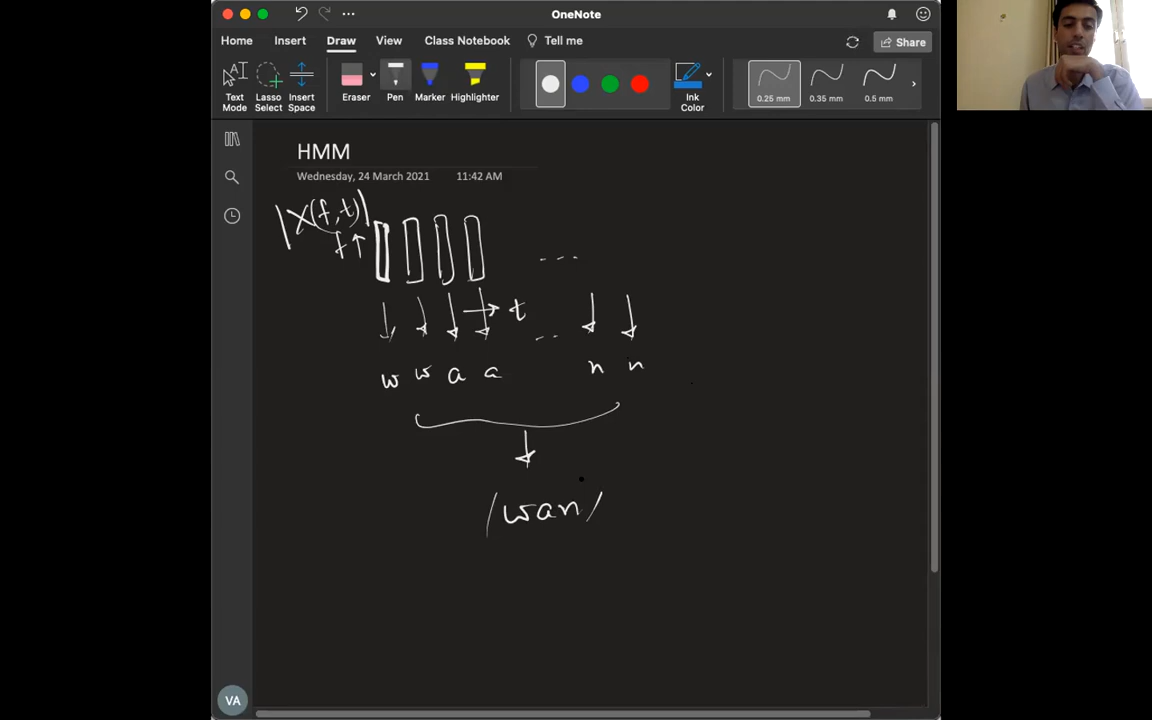 OneNote
Home Insert Draw View Class Notebook Tell me Share
Text Mode Lasso Select Insert Space Eraser Pen Marker Highlighter Ink Color 0.25 mm 0.35 mm 0.5 mm
HMM
Wednesday, 24 March 2021 11:42 AM
|X(f,t)|
f ↑ ...
→ t ..
w w a a n n
/wan/
VA